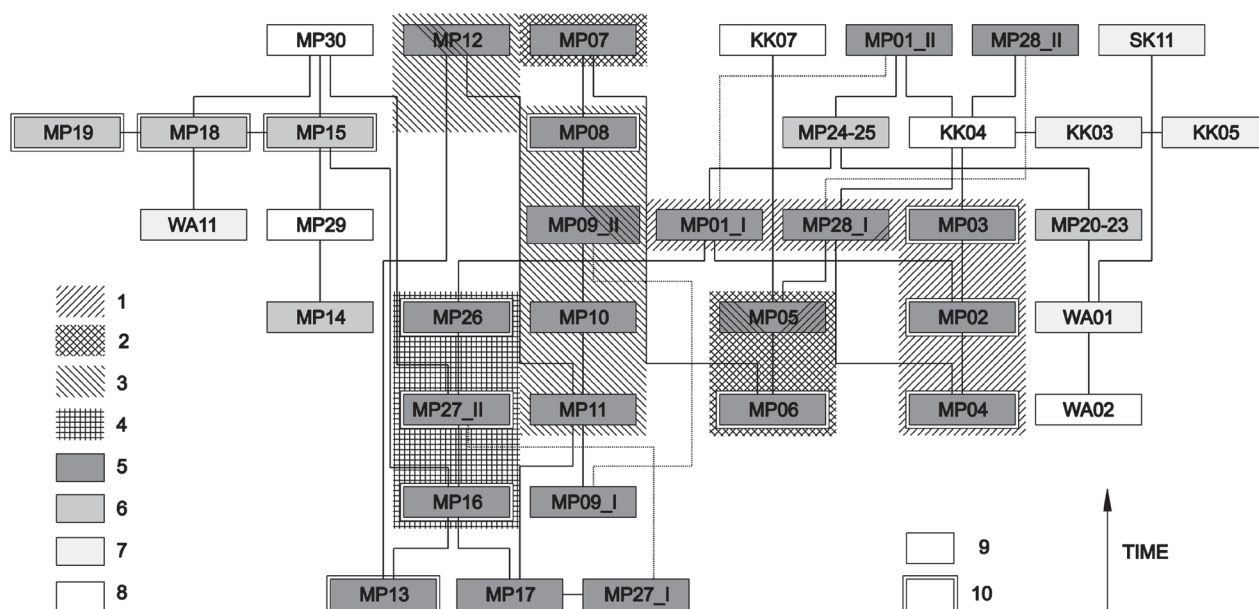 MP30 MP12 MP07 KK07 MP01_II MP28_II SK11
MP19 MP18 MP15 MP08 MP24-25 KK04 KK03 KK05
WA11 MP29 MP09_II MP01_I MP28_I MP03 MP20-23
1 MP14 MP26 MP10 MP05 MP02 WA01
2
3
4 MP27_II MP11 MP06 MP04 WA02
5
6 MP16 MP09_I
7 9 TIME
8 MP13 MP17 MP27_I 10